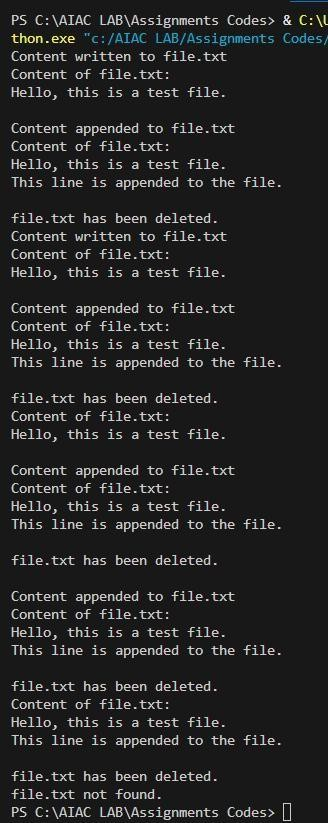 PS C:\AIAC LAB\Assignments Codes> & C:\
thon.exe "c:/AIAC LAB/Assignments Codes/
Content written to file.txt
Content of file.txt:
Hello, this is a test file.
Content appended to file.txt
Content of file.txt:
Hello, this is a test file.
This line is appended to the file.
file.txt has been deleted.
Content written to file.txt
Content of file.txt:
Hello, this is a test file.
Content appended to file.txt
Content of file.txt:
Hello, this is a test file.
This line is appended to the file.
file.txt has been deleted.
Content of file.txt:
Hello, this is a test file.
Content appended to file.txt
Content of file.txt:
Hello, this is a test file.
This line is appended to the file.
file.txt has been deleted.
Content appended to file.txt
Content of file.txt:
Hello, this is a test file.
This line is appended to the file.
file.txt has been deleted.
Content of file.txt:
Hello, this is a test file.
This line is appended to the file.
file.txt has been deleted.
file.txt not found.
PS C:\AIAC LAB\Assignments Codes>